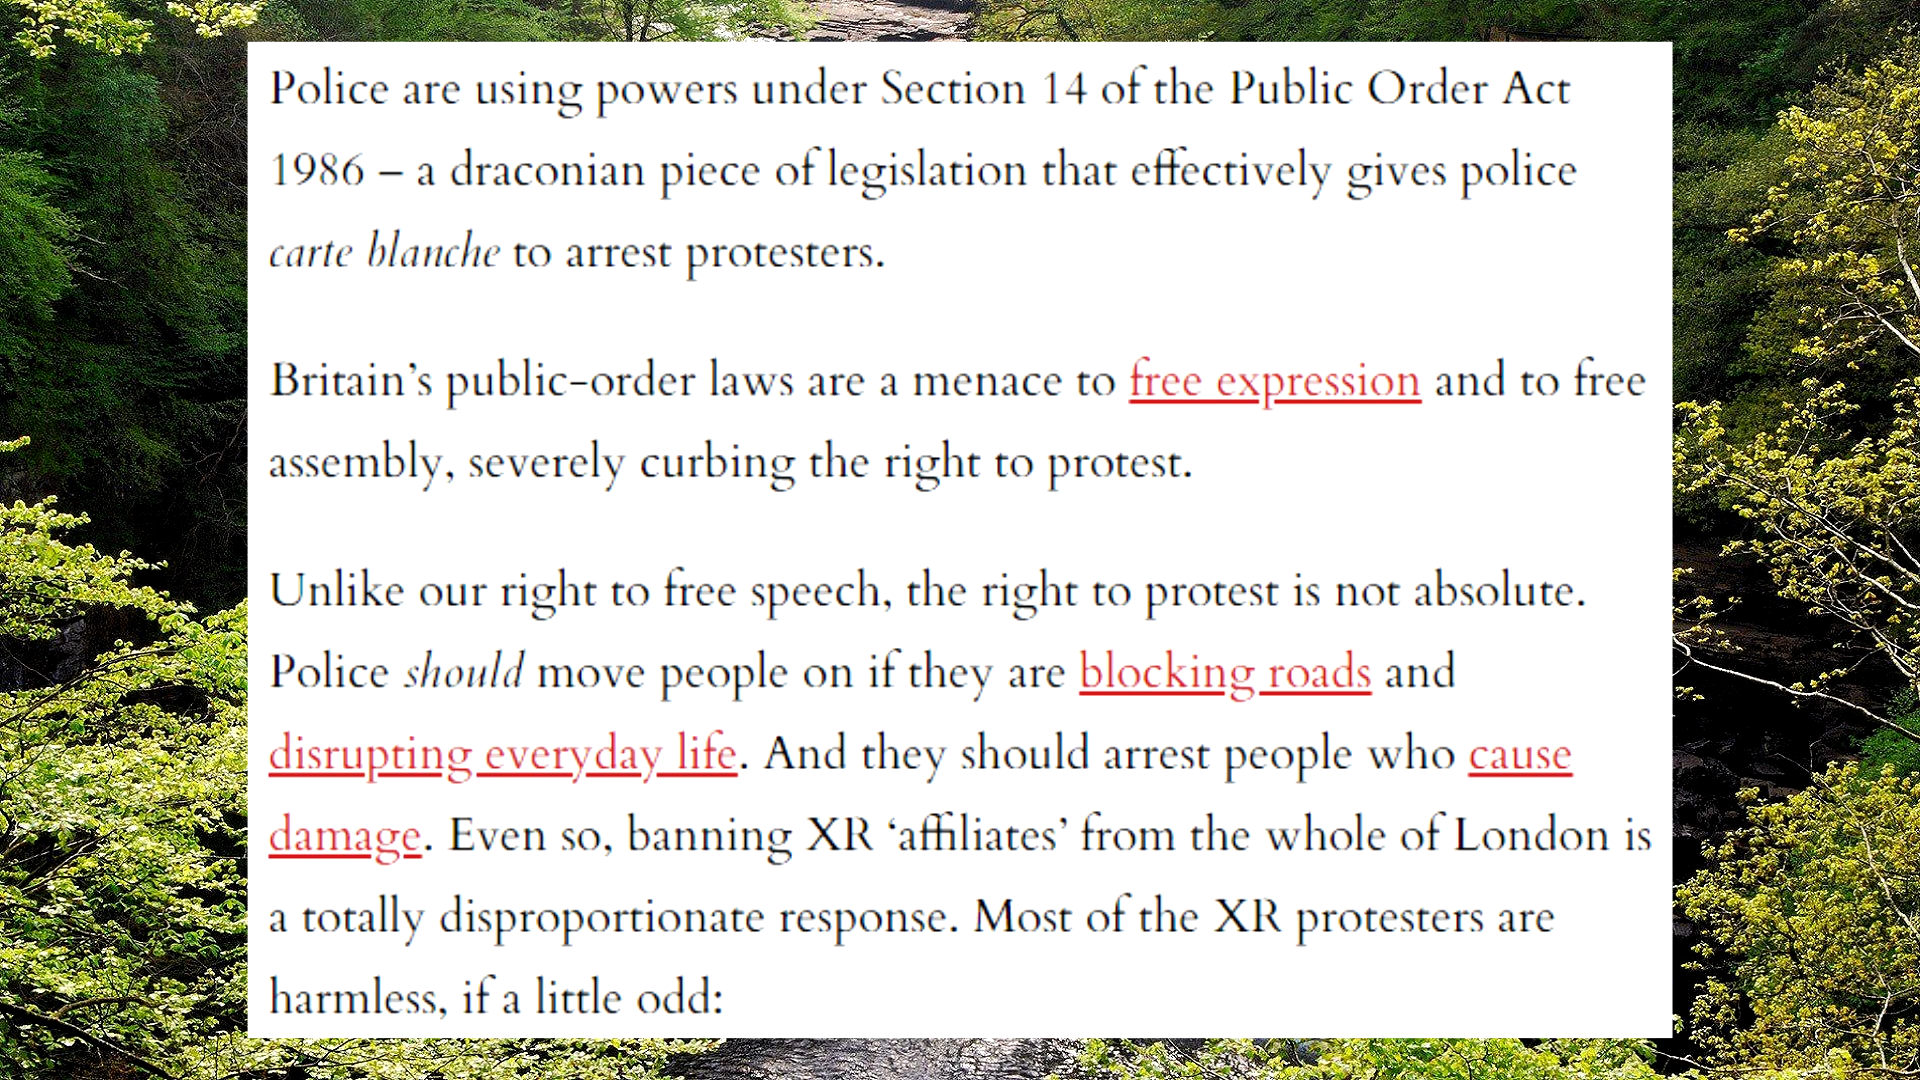 Police are using powers under Section 14 of the Public Order Act
1986 – a draconian piece of legislation that effectively gives police
carte blanche to arrest protesters.
Britain’s public-order laws are a menace to free expression and to free
assembly, severely curbing the right to protest.
Unlike our right to free speech, the right to protest is not absolute.
Police should move people on if they are blocking roads and
disrupting everyday life. And they should arrest people who cause
damage. Even so, banning XR ‘affiliates’ from the whole of London is
a totally disproportionate response. Most of the XR protesters are
harmless, if a little odd: